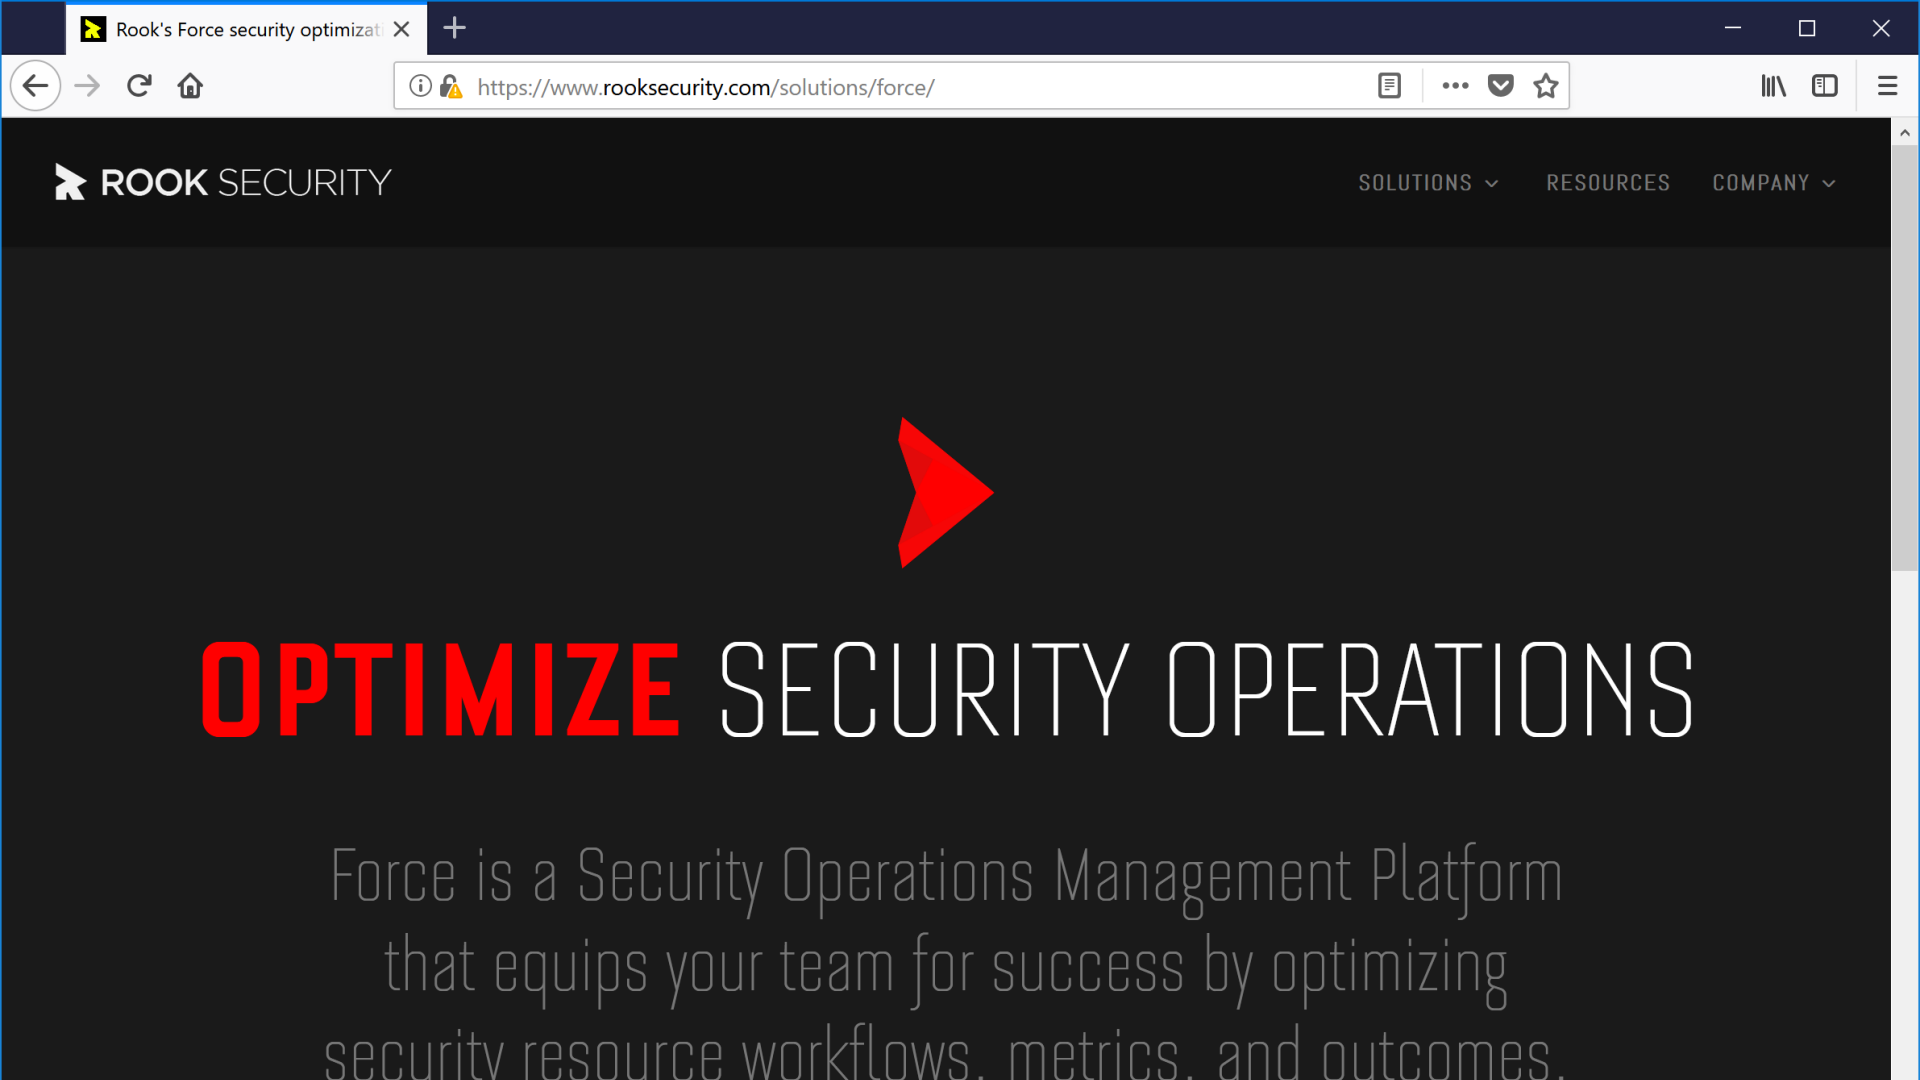 Rook's Force security optimizati
https://www.rooksecurity.com/solutions/force/
ROOK SECURITY
SOLUTIONS
RESOURCES
COMPANY
OPTIMIZE SECURITY OPERATIONS
Force is a Security Operations Management Platform
that equips your team for success by optimizing
security resource workflows, metrics, and outcomes.